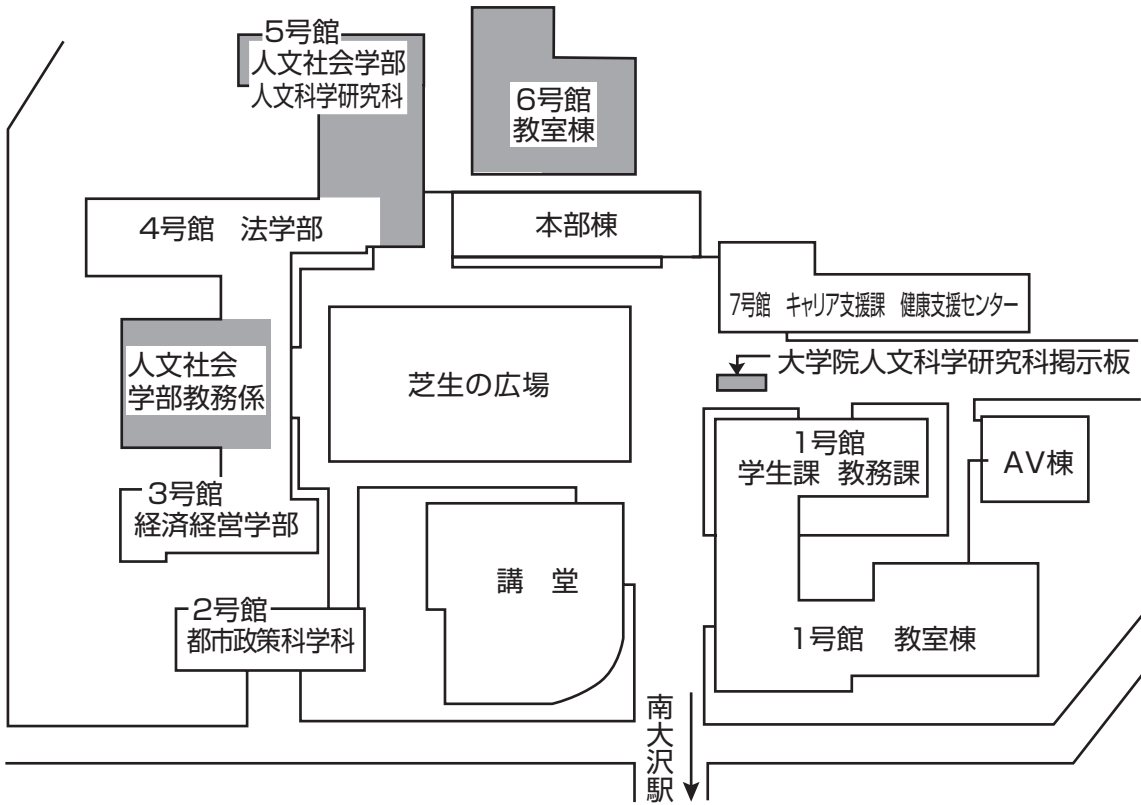 5号館
人文社会学部
人文科学研究科
6号館
教室棟
4号館 法学部
本部棟
7号館 キャリア支援課 健康支援センター
人文社会
学部教務係
芝生の広場
大学院人文科学研究科掲示板
1号館
学生課 教務課
AV棟
3号館
経済経営学部
講 堂
2号館
都市政策科学科
1号館 教室棟
南大沢駅